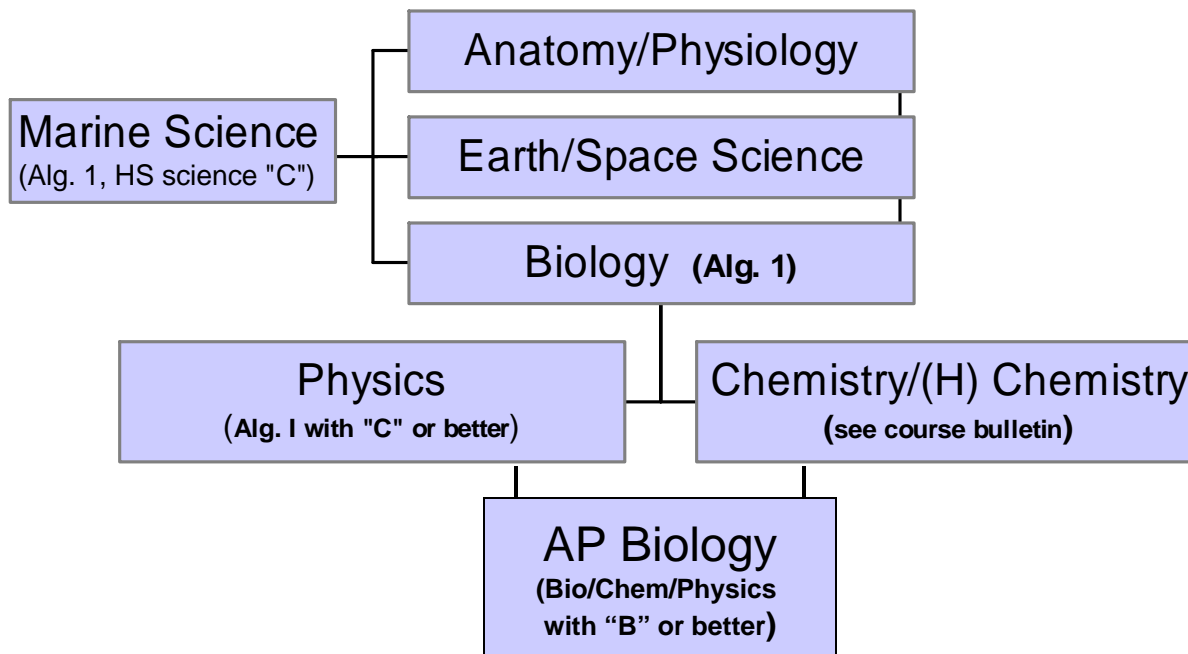 Anatomy/Physiology
Marine Science
(Alg. 1, HS science "C")
Earth/Space Science
Biology (Alg. 1)
Physics
(Alg. I with "C" or better)
Chemistry/(H) Chemistry
(see course bulletin)
AP Biology
(Bio/Chem/Physics
with “B” or better)